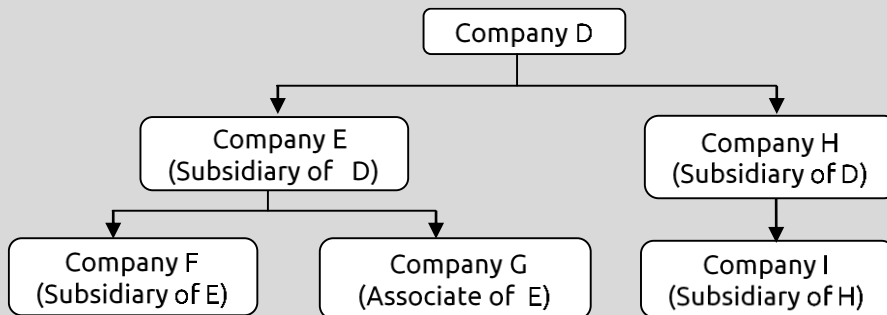 Company D
Company E
(Subsidiary of D)
Company H
(Subsidiary of D)
Company F
(Subsidiary of E)
Company G
(Associate of E)
Company I
(Subsidiary of H)